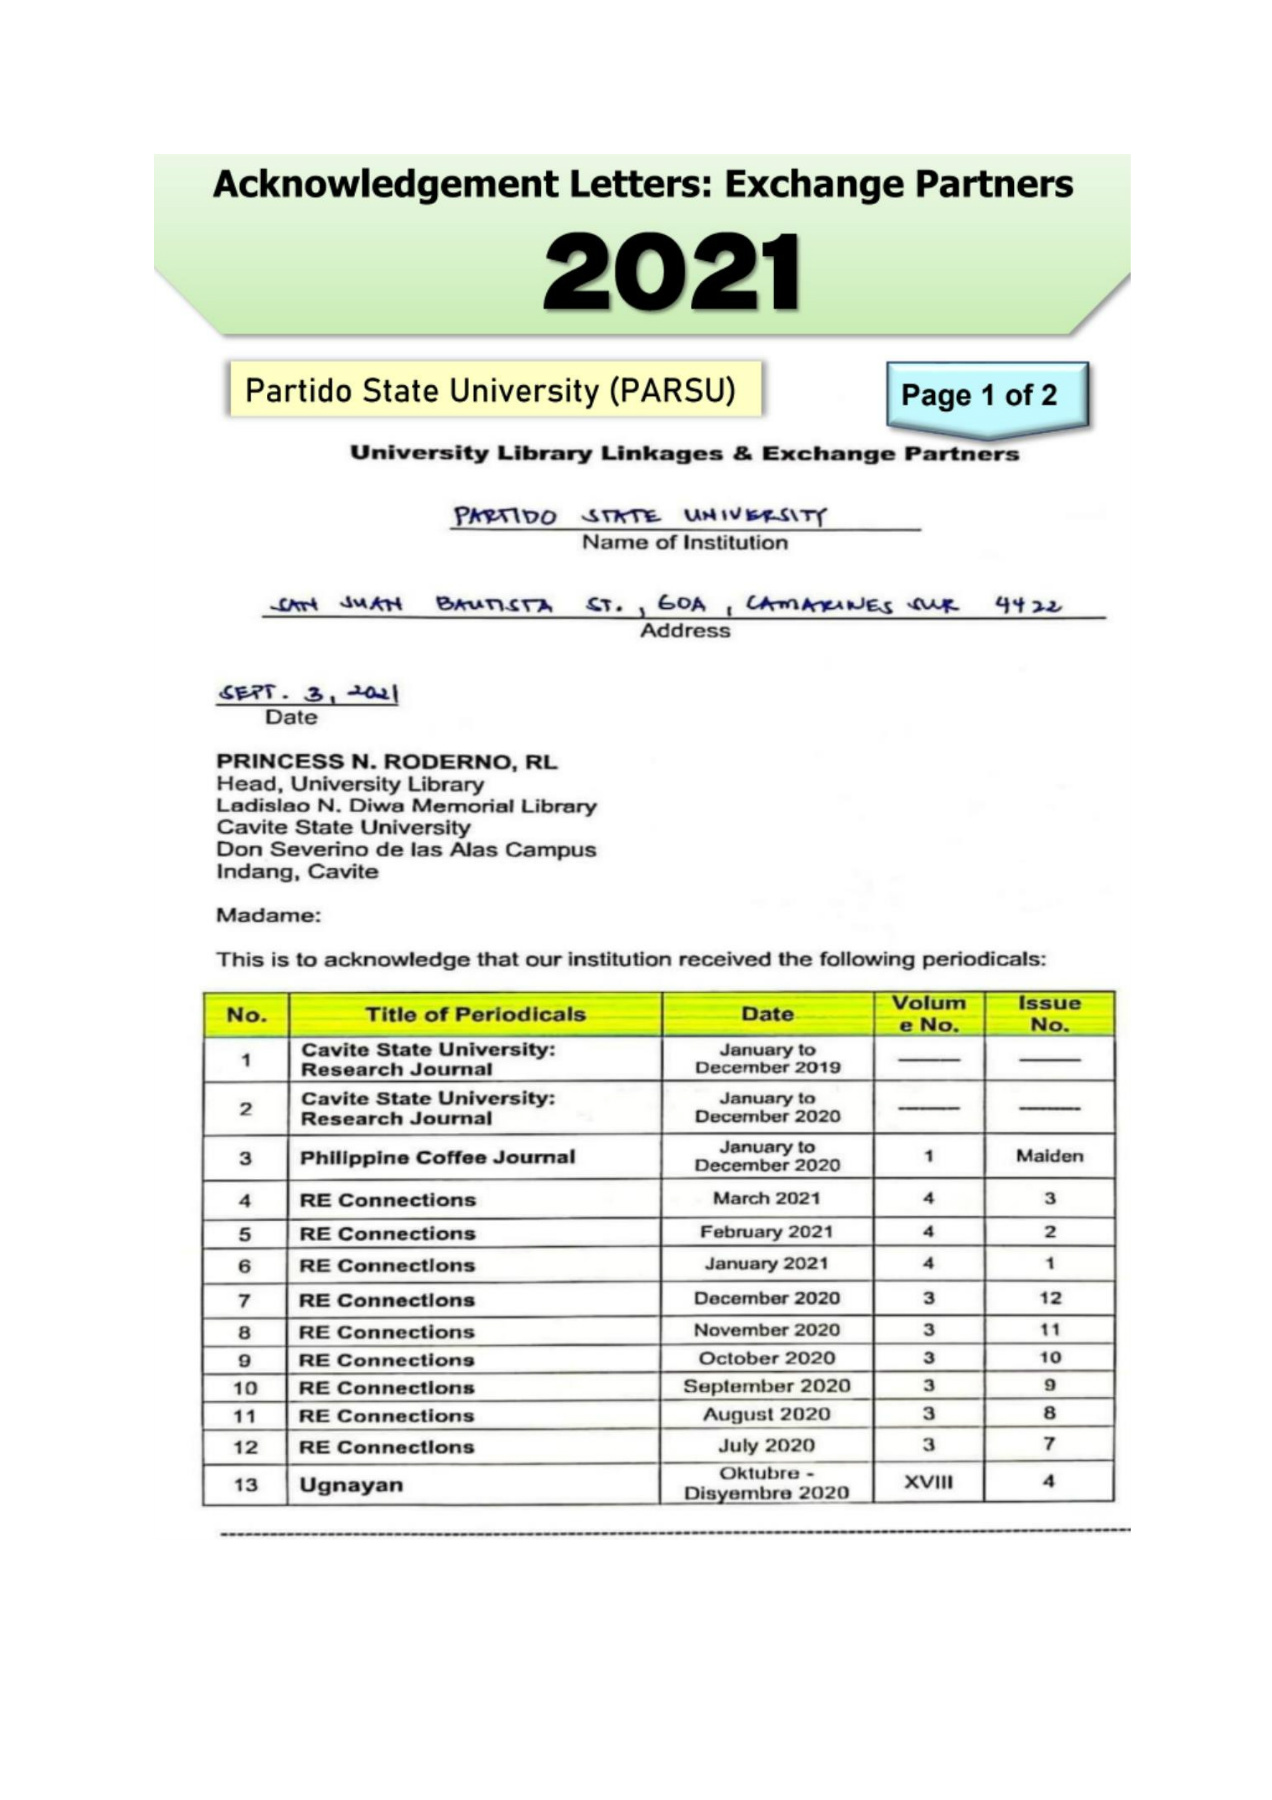 Acknowledgement Letters: Exchange Partners
2021
Partido State University (PARSU)
Page 1 of 2
University Library Linkages & Exchange Partners
PARTIDO STATE UNIVERSITY
Name of Institution
SAN JUAN BAUTISTA ST., GOA, CAMARINES SUR 4422
Address
SEPT. 3, 2021
Date
PRINCESS N. RODERNO, RL
Head, University Library
Ladislao N. Diwa Memorial Library
Cavite State University
Don Severino de las Alas Campus
Indang, Cavite
Madame:
This is to acknowledge that our institution received the following periodicals:
No. Title of Periodicals Date Volum e No. Issue No.
1 Cavite State University: Research Journal January to December 2019 —— ——
2 Cavite State University: Research Journal January to December 2020 —— ——
3 Philippine Coffee Journal January to December 2020 1 Maiden
4 RE Connections March 2021 4 3
5 RE Connections February 2021 4 2
6 RE Connections January 2021 4 1
7 RE Connections December 2020 3 12
8 RE Connections November 2020 3 11
9 RE Connections October 2020 3 10
10 RE Connections September 2020 3 9
11 RE Connections August 2020 3 8
12 RE Connections July 2020 3 7
13 Ugnayan Oktubre - Disyembre 2020 XVIII 4